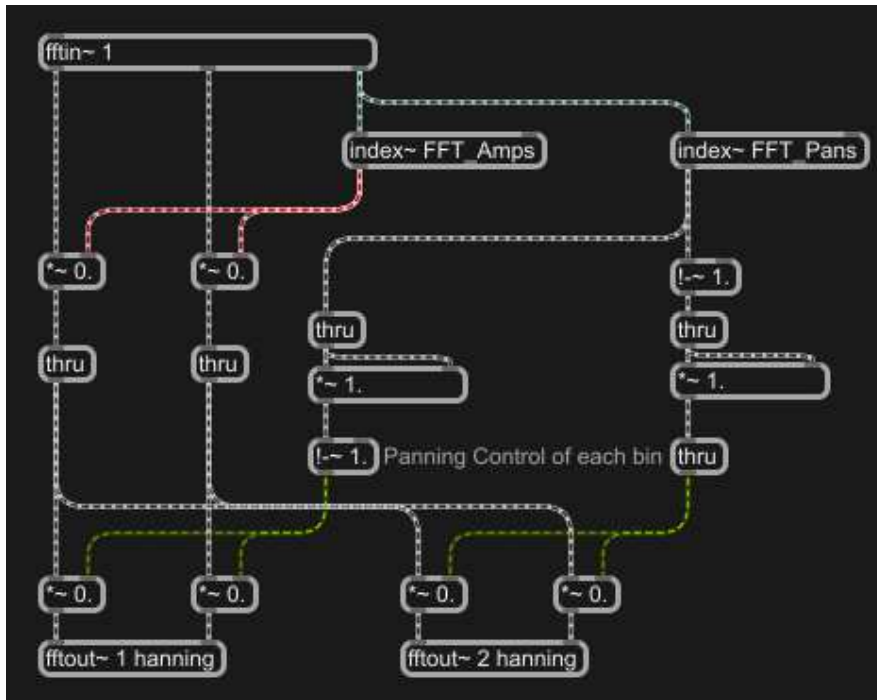 fftin~ 1
index~ FFT_Amps
index~ FFT_Pans
*~ 0.
*~ 0.
!-~ 1.
thru
thru
thru
thru
*~ 1.
*~ 1.
!-~ 1.
Panning Control of each bin
thru
*~ 0.
*~ 0.
*~ 0.
*~ 0.
fftout~ 1 hanning
fftout~ 2 hanning